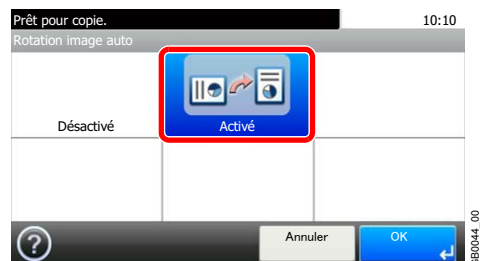 Prêt pour copie.
10:10
Rotation image auto
Désactivé
Activé
?
Annuler
OK
GB0044_00